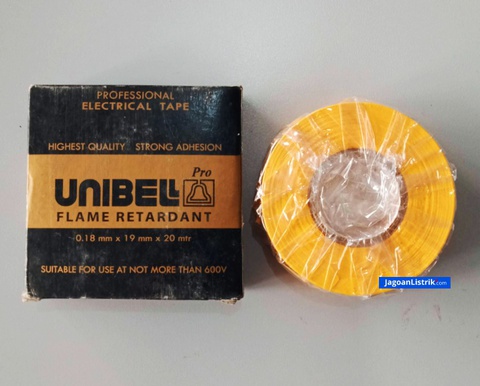 PROFESSIONAL
ELECTRICAL TAPE
HIGHEST QUALITY STRONG ADHESION
Pro
UNIBELL
FLAME RETARDANT
0.18 mm x 19 mm x 20 mtr
SUITABLE FOR USE AT NOT MORE THAN 600V
JagoanListrik.com